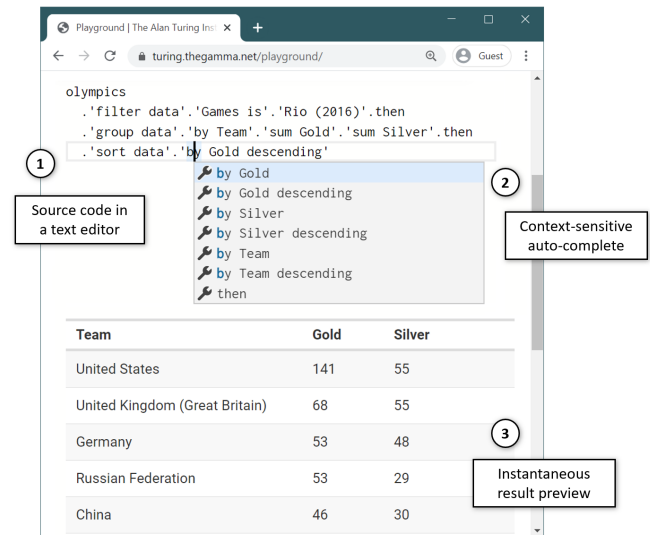 Playground | The Alan Turing Inst
turing.thegamma.net/playground/
Guest
olympics
.'filter data'.'Games is'.'Rio (2016)'.then
.'group data'.'by Team'.'sum Gold'.'sum Silver'.then
.'sort data'.'by Gold descending'
1
Source code in
a text editor
by Gold
by Gold descending
by Silver
by Silver descending
by Team
by Team descending
then
2
Context-sensitive
auto-complete
Team Gold Silver
United States 141 55
United Kingdom (Great Britain) 68 55
Germany 53 48
Russian Federation 53 29
China 46 30
3
Instantaneous
result preview